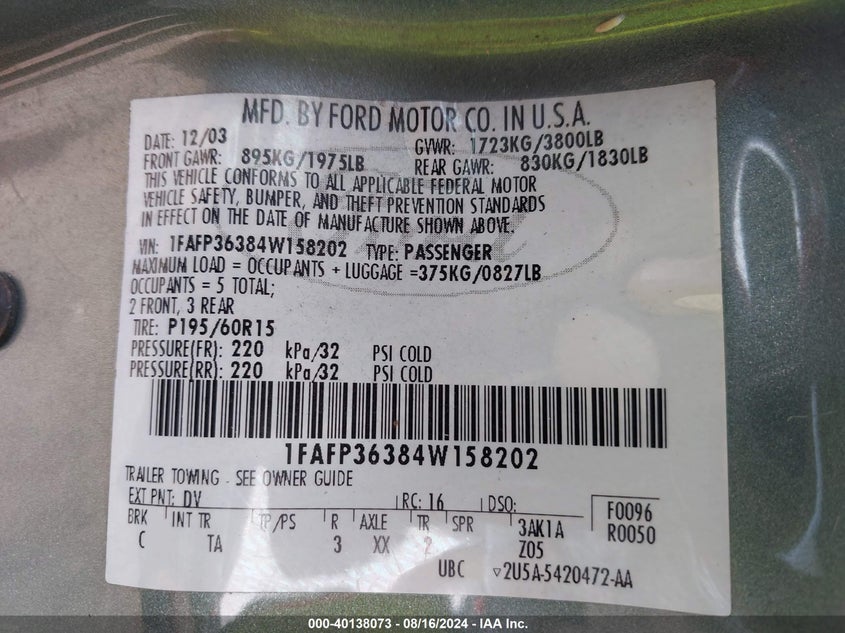 MFD. BY FORD MOTOR CO. IN U.S.A.
DATE: 12/03 GVWR: 1723KG/3800LB
FRONT GAWR: 895KG/1975LB REAR GAWR: 830KG/1830LB
THIS VEHICLE CONFORMS TO ALL APPLICABLE FEDERAL MOTOR
VEHICLE SAFETY, BUMPER, AND THEFT PREVENTION STANDARDS
IN EFFECT ON THE DATE OF MANUFACTURE SHOWN ABOVE.
VIN: 1FAFP36384W158202 TYPE: PASSENGER
MAXIMUM LOAD = OCCUPANTS + LUGGAGE =375KG/0827LB
OCCUPANTS = 5 TOTAL;
2 FRONT, 3 REAR
TIRE: P195/60R15
PRESSURE(FR): 220 kPa/32 PSI COLD
PRESSURE(RR): 220 kPa/32 PSI COLD
1FAFP36384W158202
TRAILER TOWING - SEE OWNER GUIDE
EXT PNT: DV RC: 16 DSO: F0096
BRK INT TR TP/PS R AXLE TR SPR 3AK1A R0050
C TA 3 XX 2 Z05
UBC ▽2U5A-5420472-AA
000-40138073 - 08/16/2024 - IAA Inc.